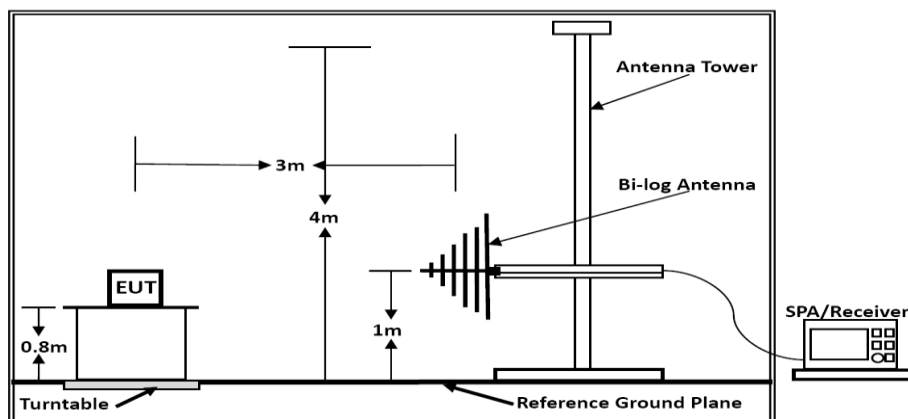 Antenna Tower
3m
Bi-log Antenna
4m
EUT
SPA/Receiver
1m
0.8m
Turntable
Reference Ground Plane